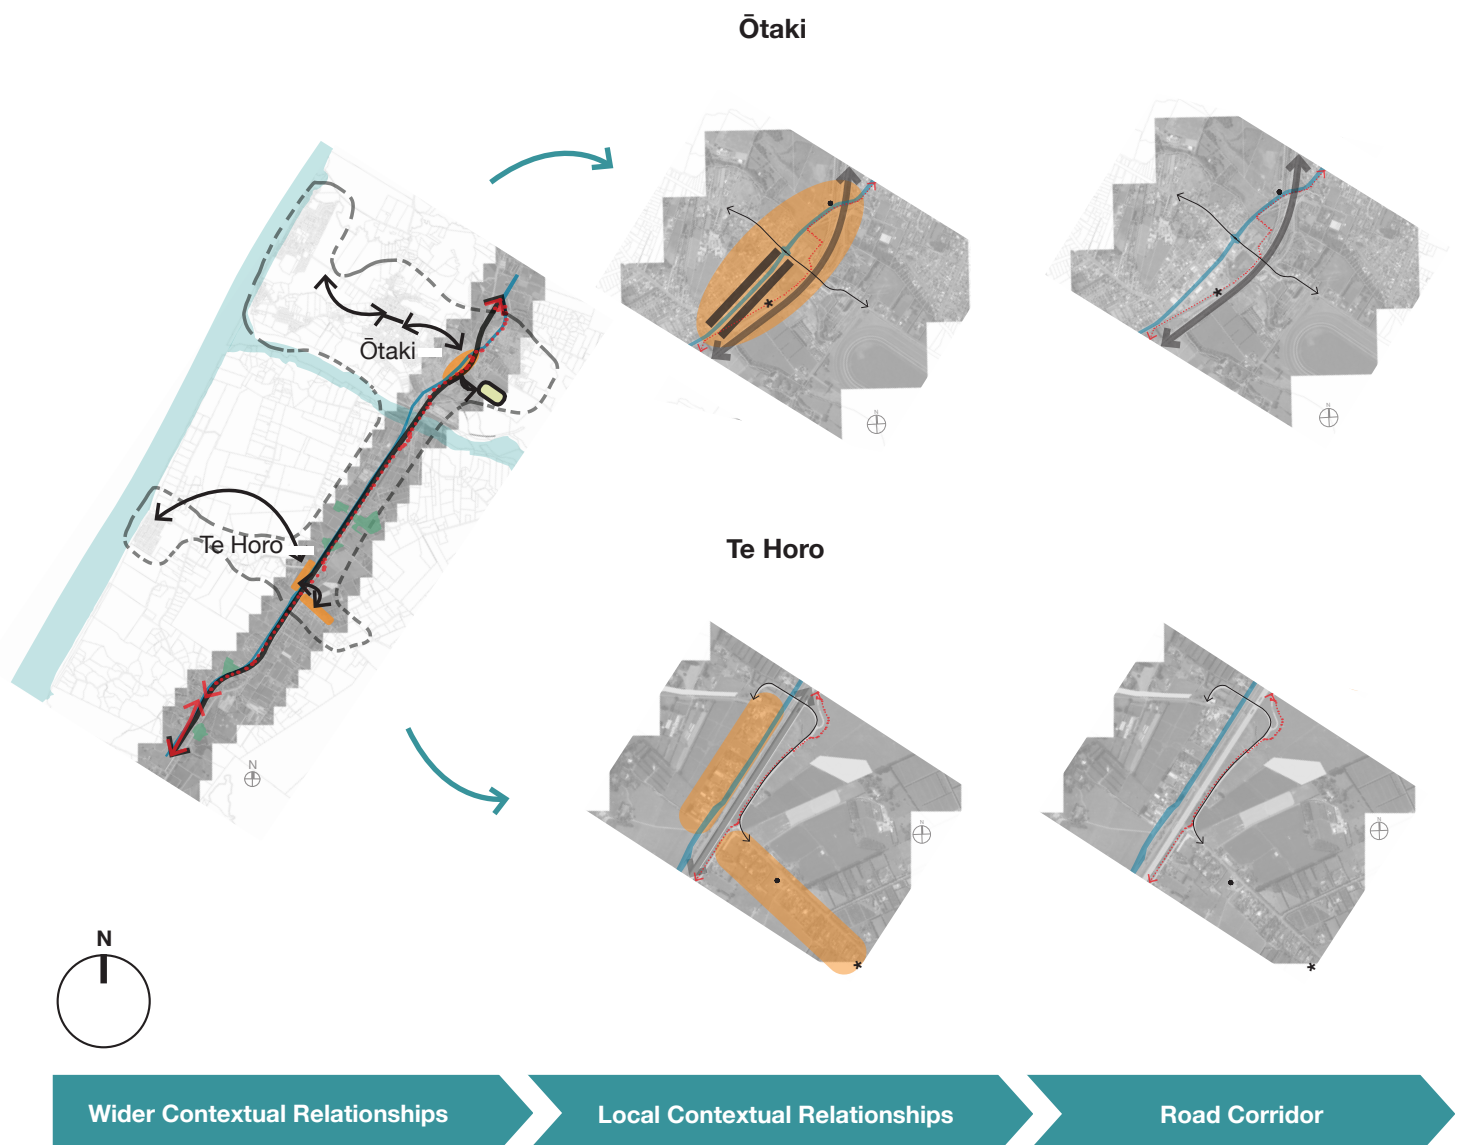 Ōtaki
Ōtaki
N
N
Te Horo
Te Horo
N
N
N
N
Wider Contextual Relationships
Local Contextual Relationships
Road Corridor